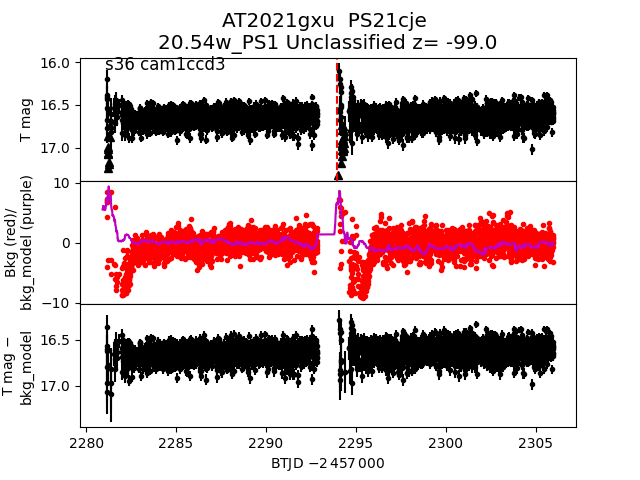 AT2021gxu  PS21cje
20.54w_PS1 Unclassified z= -99.0
s36 cam1ccd3
16.0
16.5
17.0
T mag
10
0
−10
Bkg (red)/
bkg_model (purple)
16.5
17.0
T mag −
bkg_model
2280
2285
2290
2295
2300
2305
BTJD −2 457 000